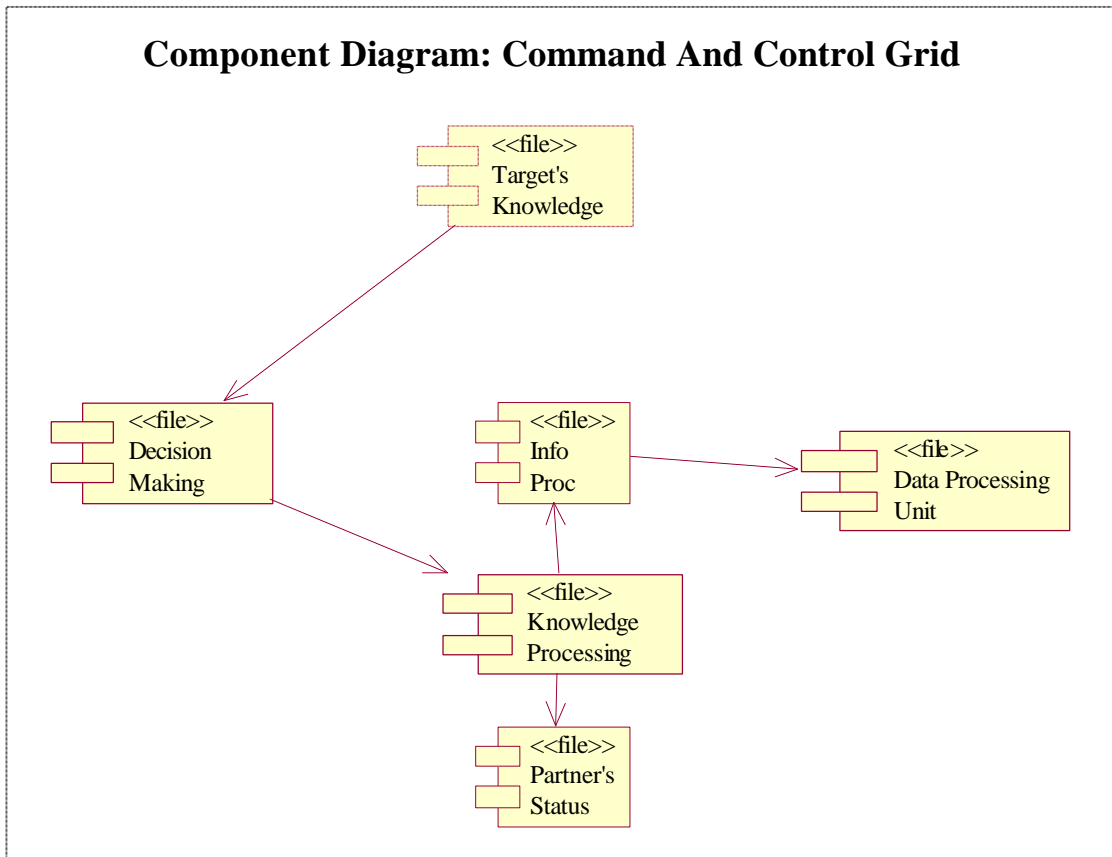 Component Diagram: Command And Control Grid
<<file>>
Target's
Knowledge
<<file>>
Decision
Making
<<file>>
Info
Proc
<<file>>
Data Processing
Unit
<<file>>
Knowledge
Processing
<<file>>
Partner's
Status